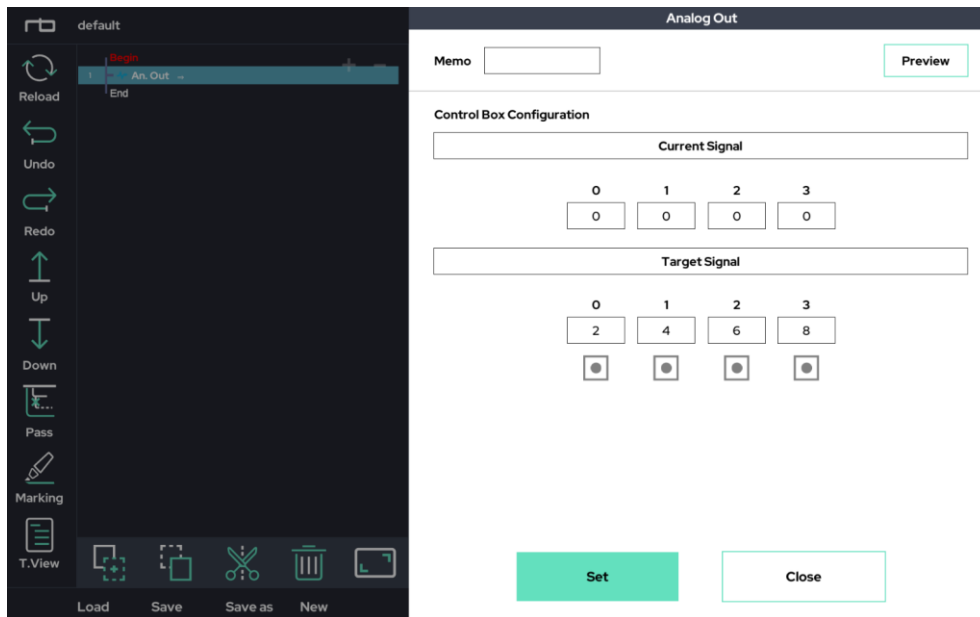 Analog Out
default
Memo
Preview
Begin
1 An. Out →
End
Reload
Undo
Redo
Up
Down
Pass
Marking
T.View
Load Save Save as New
Control Box Configuration
Current Signal
0 1 2 3
0 0 0 0
Target Signal
0 1 2 3
2 4 6 8
Set Close